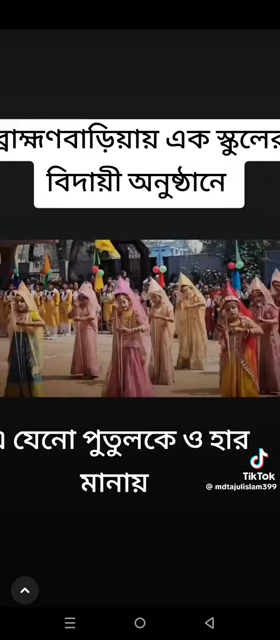 ব্রাহ্মণবাড়িয়ায় এক স্কুলের
বিদায়ী অনুষ্ঠানে
যেনো পুতুলকে ও হার
মানায়
TikTok
@ mdtajulislam399